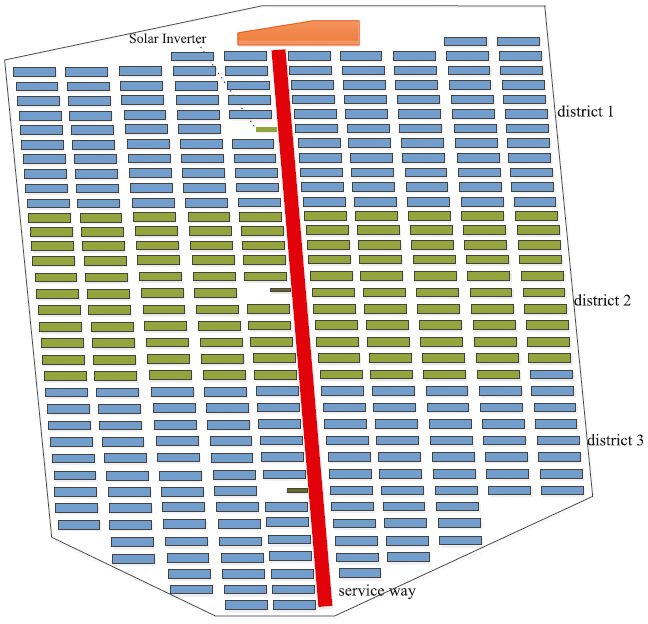 Solar Inverter
district 1
district 2
district 3
service way